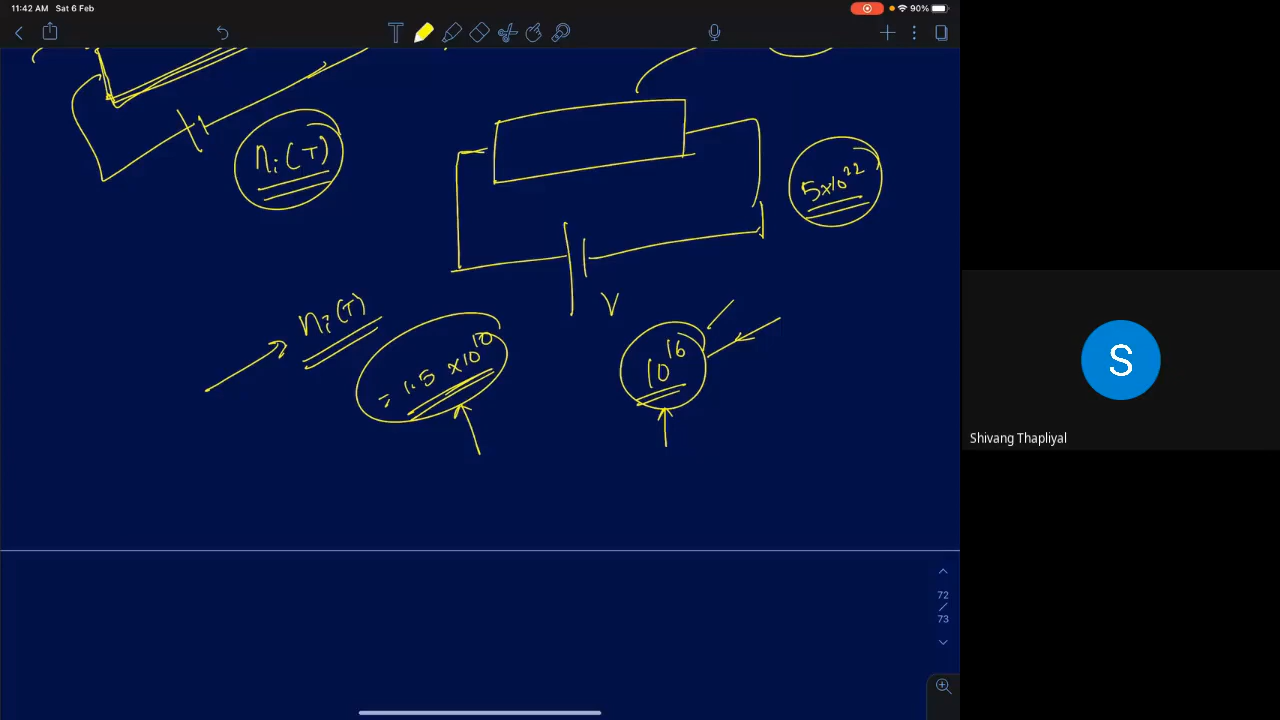 11:42 AM Sat 6 Feb
90%
T
nᵢ(T)
5×10²²
V
nᵢ(T)
= 1.5 ×10¹⁰
10¹⁶
S
Shivang Thapliyal
72
/
73